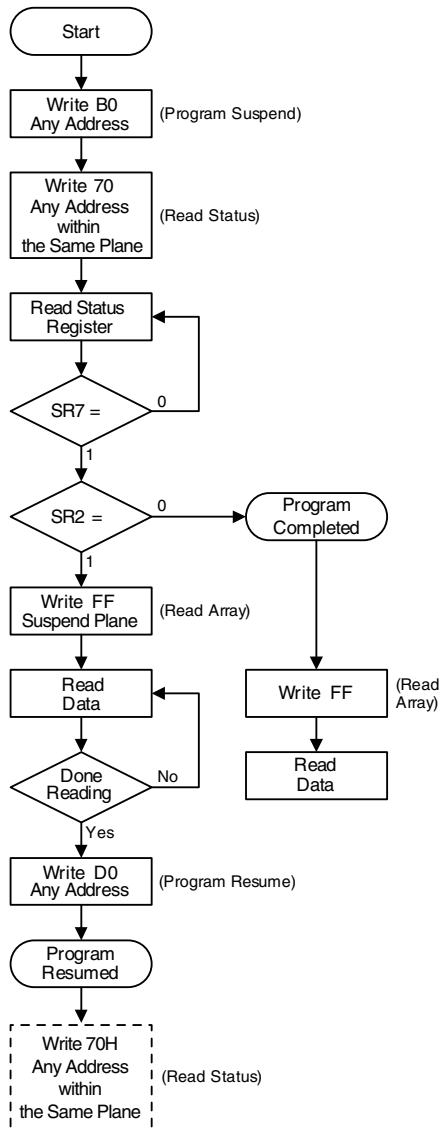 Start
Write B0
Any Address
(Program Suspend)
Write 70
Any Address
within
the Same Plane
(Read Status)
Read Status
Register
SR7 =
0
1
SR2 =
0
1
Program
Completed
Write FF
Suspend Plane
(Read Array)
Read
Data
Write FF
(Read
Array)
Done
Reading
No
Yes
Read
Data
Write D0
Any Address
(Program Resume)
Program
Resumed
Write 70H
Any Address
within
the Same Plane
(Read Status)